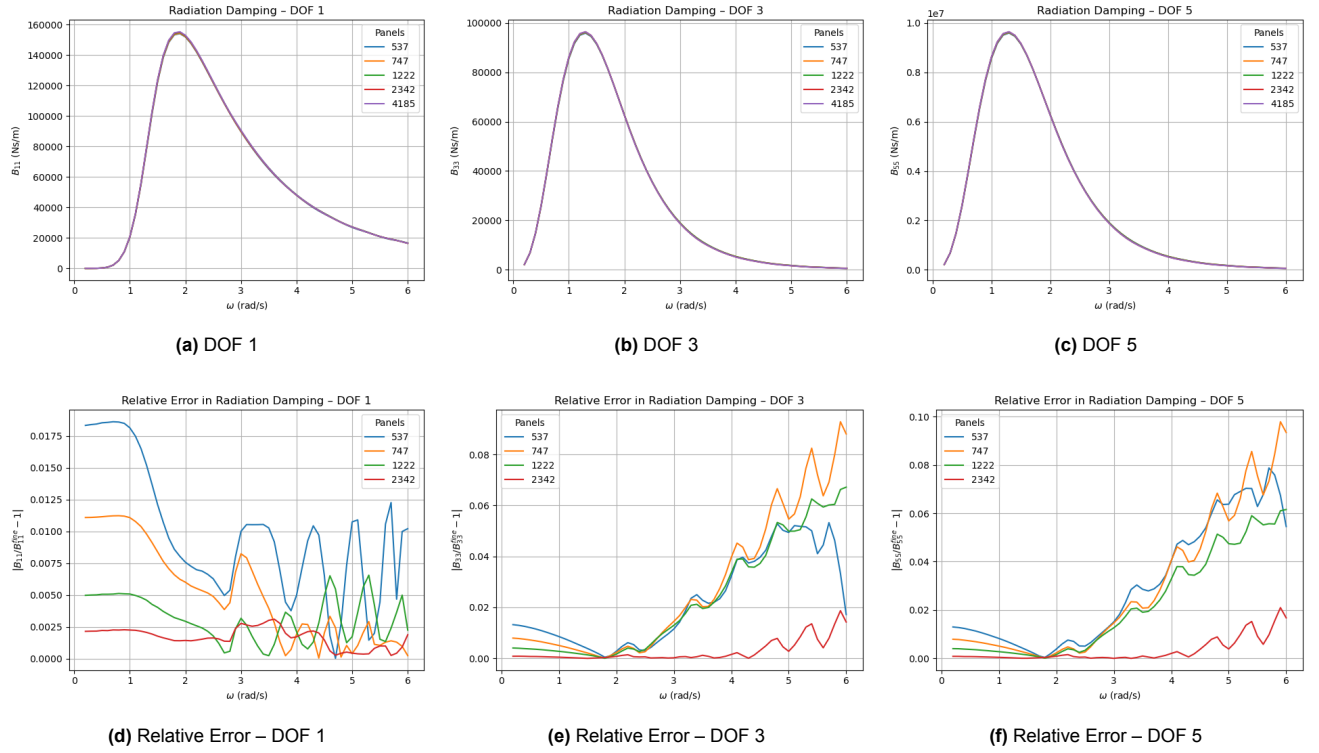 Radiation Damping – DOF 1
B₁₁ (Ns/m)
160000
140000
120000
100000
80000
60000
40000
20000
0
0 1 2 3 4 5 6
ω (rad/s)
Panels
537
747
1222
2342
4185
(a) DOF 1
Radiation Damping – DOF 3
B₃₃ (Ns/m)
100000
80000
60000
40000
20000
0
0 1 2 3 4 5 6
ω (rad/s)
Panels
537
747
1222
2342
4185
(b) DOF 3
Radiation Damping – DOF 5
1e7
B₅₅ (Ns/m)
1.0
0.8
0.6
0.4
0.2
0.0
0 1 2 3 4 5 6
ω (rad/s)
Panels
537
747
1222
2342
4185
(c) DOF 5
Relative Error in Radiation Damping – DOF 1
|B₁₁/B₁₁ᶠⁱⁿᵉ − 1|
0.0175
0.0150
0.0125
0.0100
0.0075
0.0050
0.0025
0.0000
0 1 2 3 4 5 6
ω (rad/s)
Panels
537
747
1222
2342
(d) Relative Error – DOF 1
Relative Error in Radiation Damping – DOF 3
|B₃₃/B₃₃ᶠⁱⁿᵉ − 1|
0.08
0.06
0.04
0.02
0.00
0 1 2 3 4 5 6
ω (rad/s)
Panels
537
747
1222
2342
(e) Relative Error – DOF 3
Relative Error in Radiation Damping – DOF 5
|B₅₅/B₅₅ᶠⁱⁿᵉ − 1|
0.10
0.08
0.06
0.04
0.02
0.00
0 1 2 3 4 5 6
ω (rad/s)
Panels
537
747
1222
2342
(f) Relative Error – DOF 5